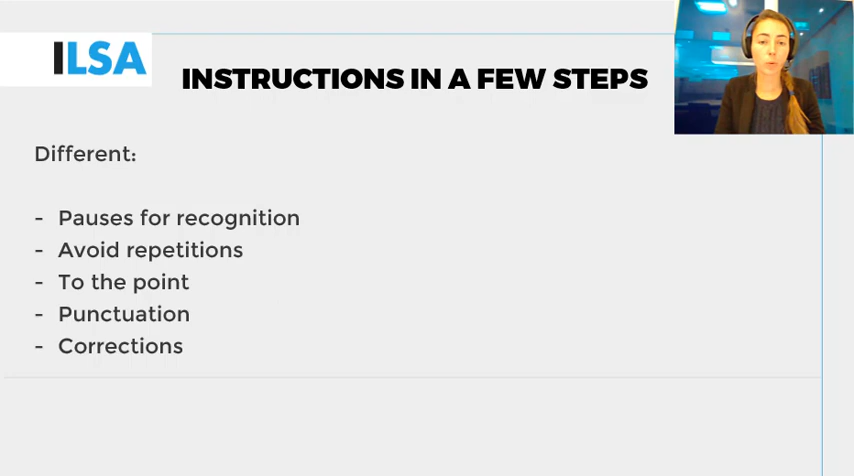 ILSA
INSTRUCTIONS IN A FEW STEPS
Different:
- Pauses for recognition
- Avoid repetitions
- To the point
- Punctuation
- Corrections